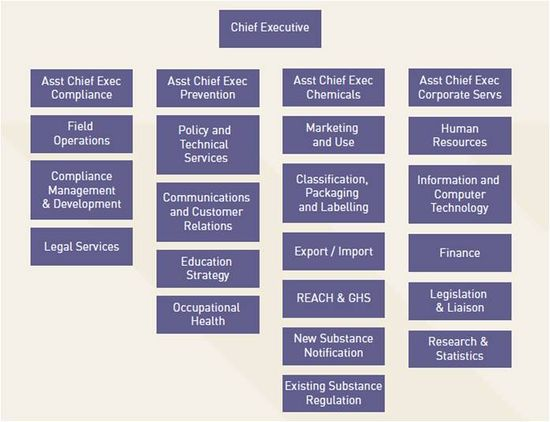 Chief Executive
Asst Chief Exec
Compliance
Field
Operations
Compliance
Management
& Development
Legal Services
Asst Chief Exec
Prevention
Policy and
Technical
Services
Communications
and Customer
Relations
Education
Strategy
Occupational
Health
Asst Chief Exec
Chemicals
Marketing
and Use
Classification,
Packaging
and Labelling
Export / Import
REACH & GHS
New Substance
Notification
Existing Substance
Regulation
Asst Chief Exec
Corporate Servs
Human
Resources
Information and
Computer
Technology
Finance
Legislation
& Liaison
Research &
Statistics